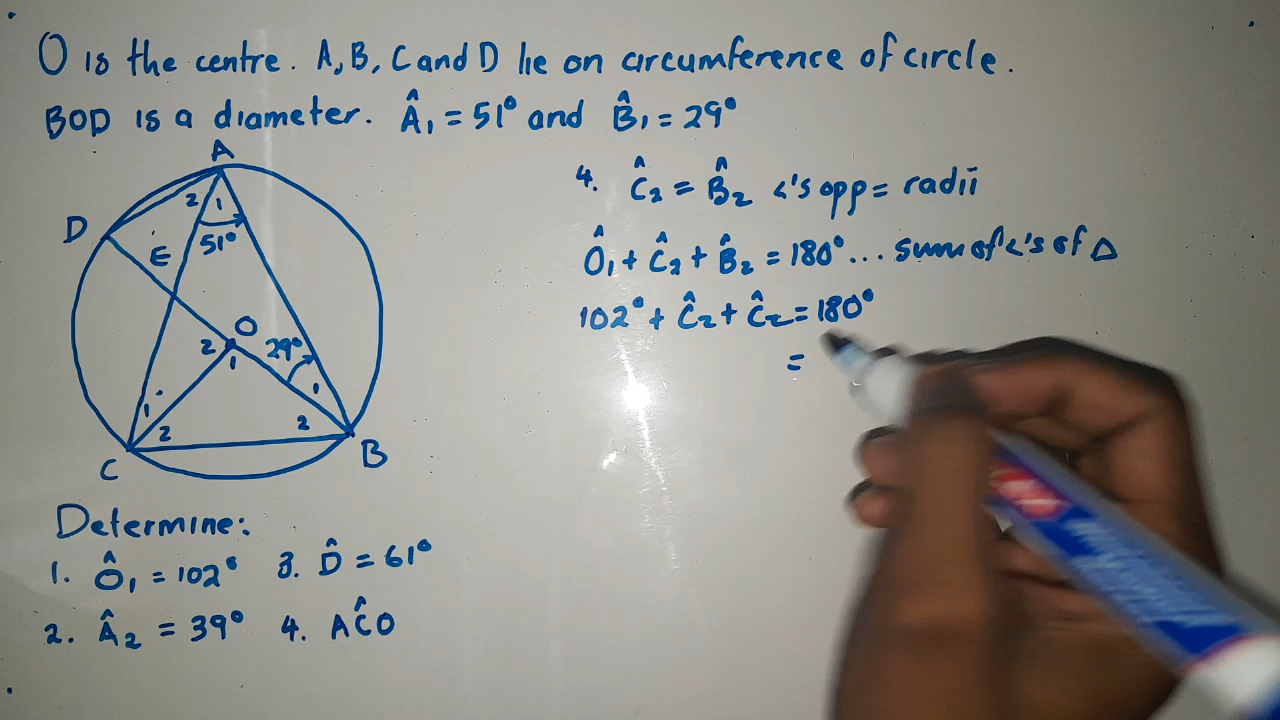 O is the centre. A, B, C and D lie on circumference of circle.
BOD is a diameter. Â₁ = 51° and B̂₁ = 29°
A
D
E
2
1
51°
O
2
1
29°
1
1
2
2
C
B
4. Ĉ₂ = B̂₂ <'s opp = radii
Ô₁ + Ĉ₂ + B̂₂ = 180° ... sum of <'s of △
102° + Ĉ₂ + Ĉ₂ = 180°
=
Determine:
1. Ô₁ = 102° 3. D̂ = 61°
2. Â₂ = 39° 4. AĈO